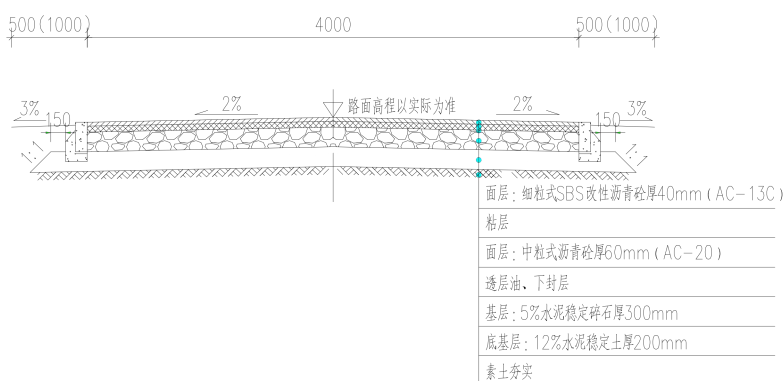 500(1000)
4000
500(1000)
3%
2%
路面高程以实际为准
2%
3%
150
150
1:1
1:1
面层：细粒式SBS改性沥青砼厚40mm（AC-13C）
粘层
面层：中粒式沥青砼厚60mm（AC-20）
透层油、下封层
基层：5%水泥稳定碎石厚300mm
底基层：12%水泥稳定土厚200mm
素土夯实